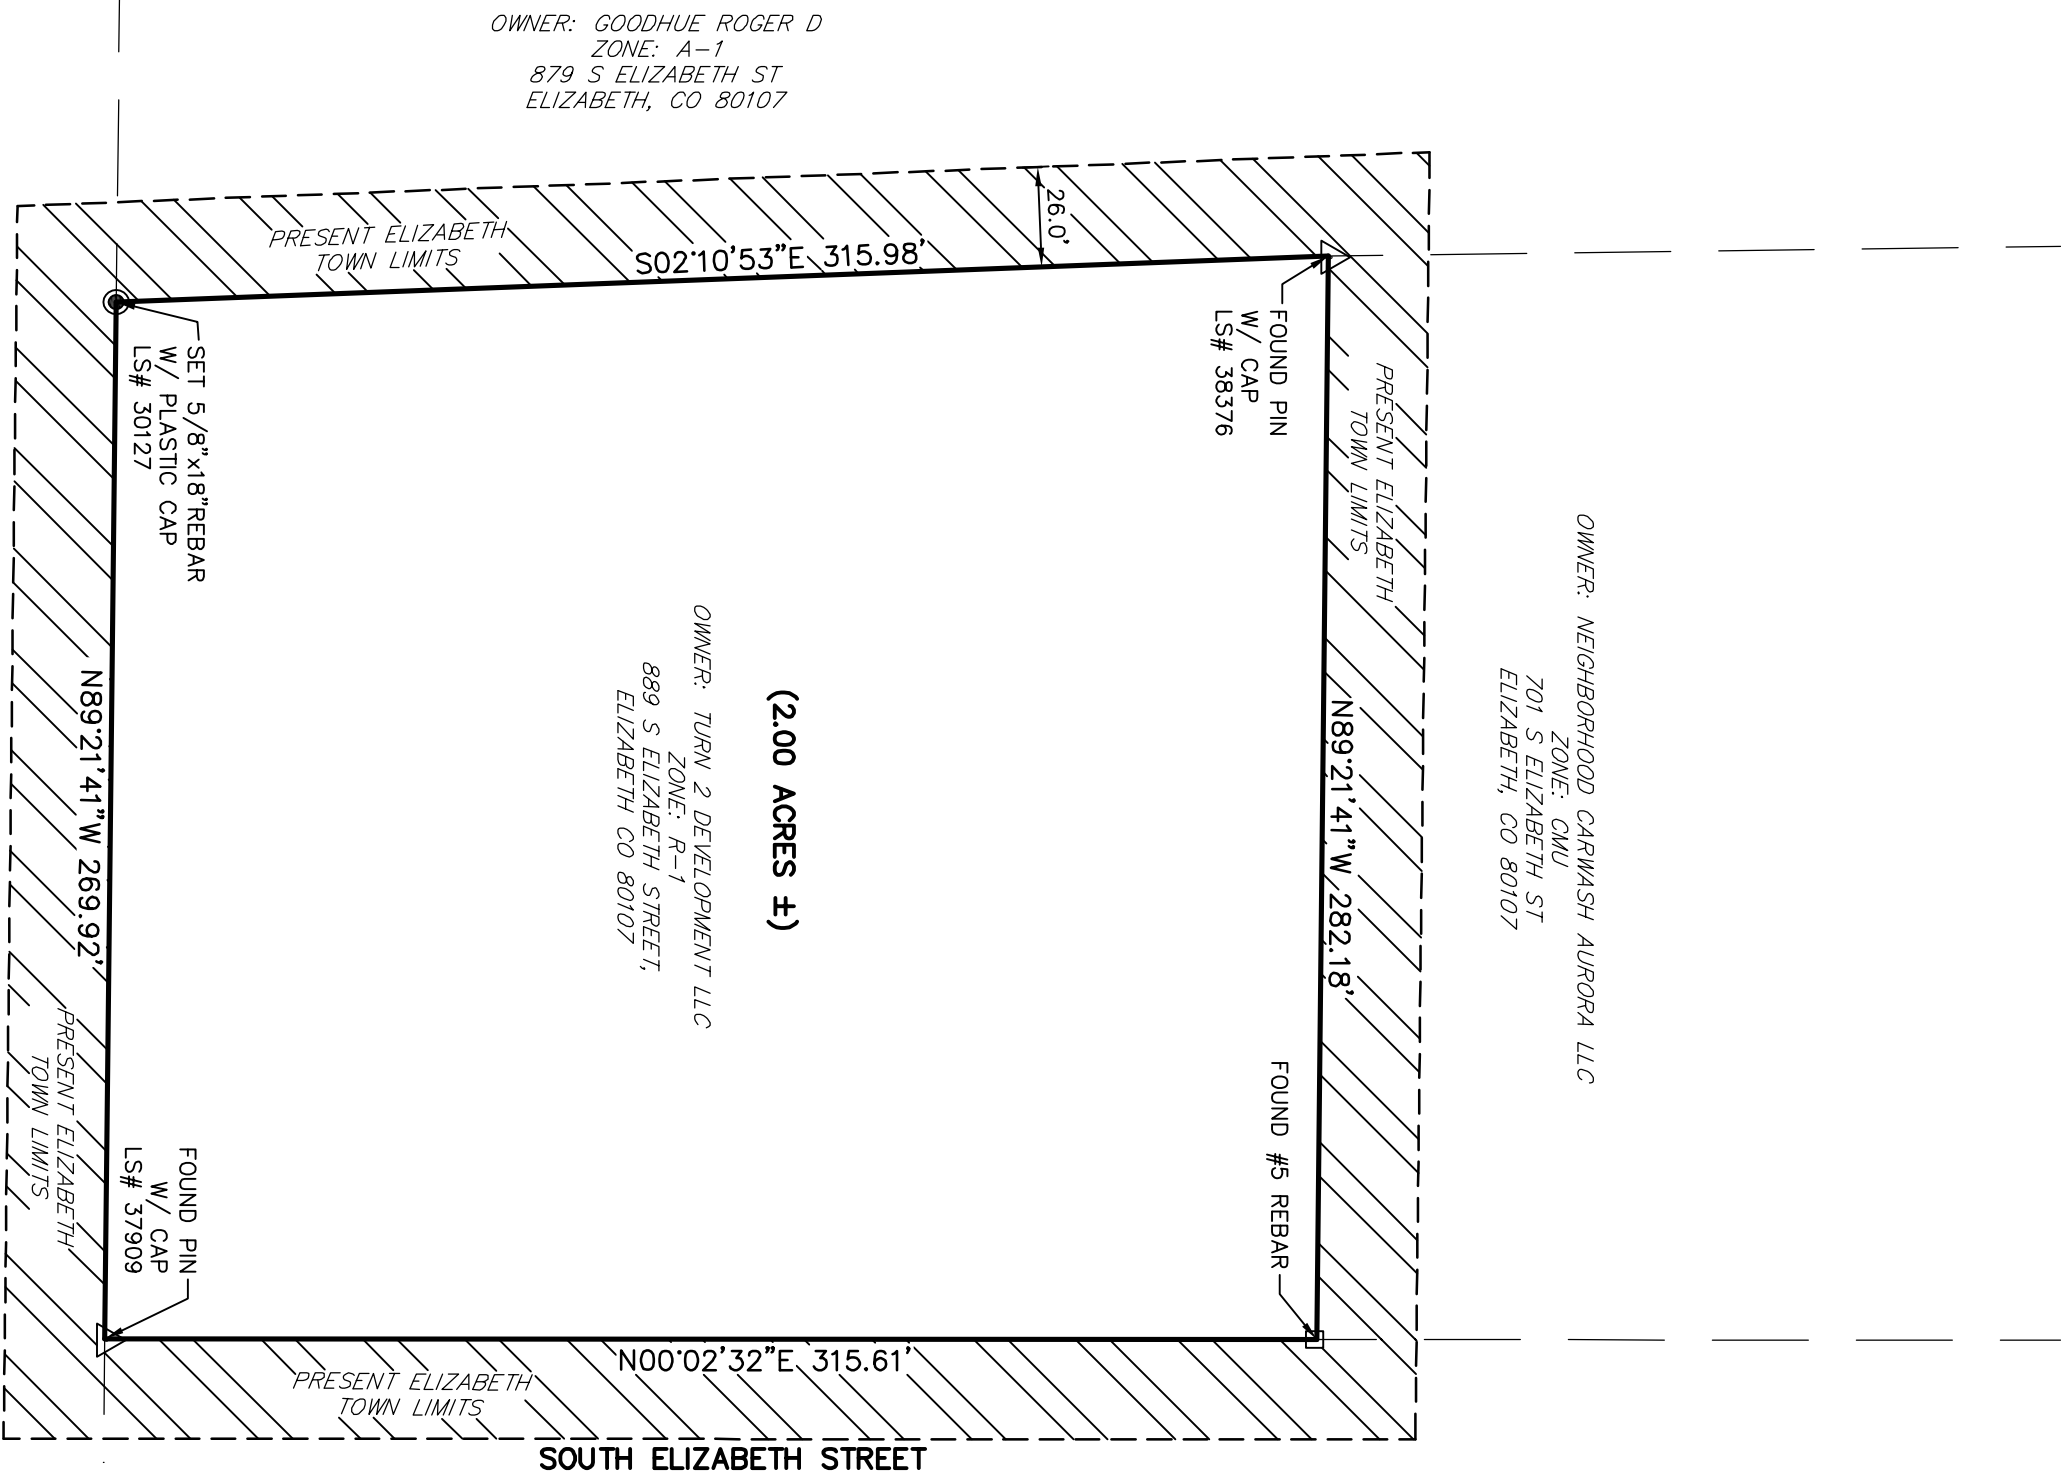 OWNER: GOODHUE ROGER D
ZONE: A-1
879 S ELIZABETH ST
ELIZABETH, CO 80107
PRESENT ELIZABETH
TOWN LIMITS
S02°10'53"E 315.98'
26.0'
FOUND PIN
W/ CAP
LS# 38376
PRESENT ELIZABETH
TOWN LIMITS
SET 5/8"x18"REBAR
W/ PLASTIC CAP
LS# 30127
OWNER: NEIGHBORHOOD CARWASH AURORA LLC
ZONE: CMU
701 S ELIZABETH ST
ELIZABETH, CO 80107
N89°21'41"W 282.18'
(2.00 ACRES ±)
OWNER: TURN 2 DEVELOPMENT LLC
ZONE: R-1
889 S ELIZABETH STREET,
ELIZABETH CO 80107
N89°21'41"W 269.92'
PRESENT ELIZABETH
TOWN LIMITS
FOUND #5 REBAR
FOUND PIN
W/ CAP
LS# 37909
N00°02'32"E 315.61'
PRESENT ELIZABETH
TOWN LIMITS
SOUTH ELIZABETH STREET